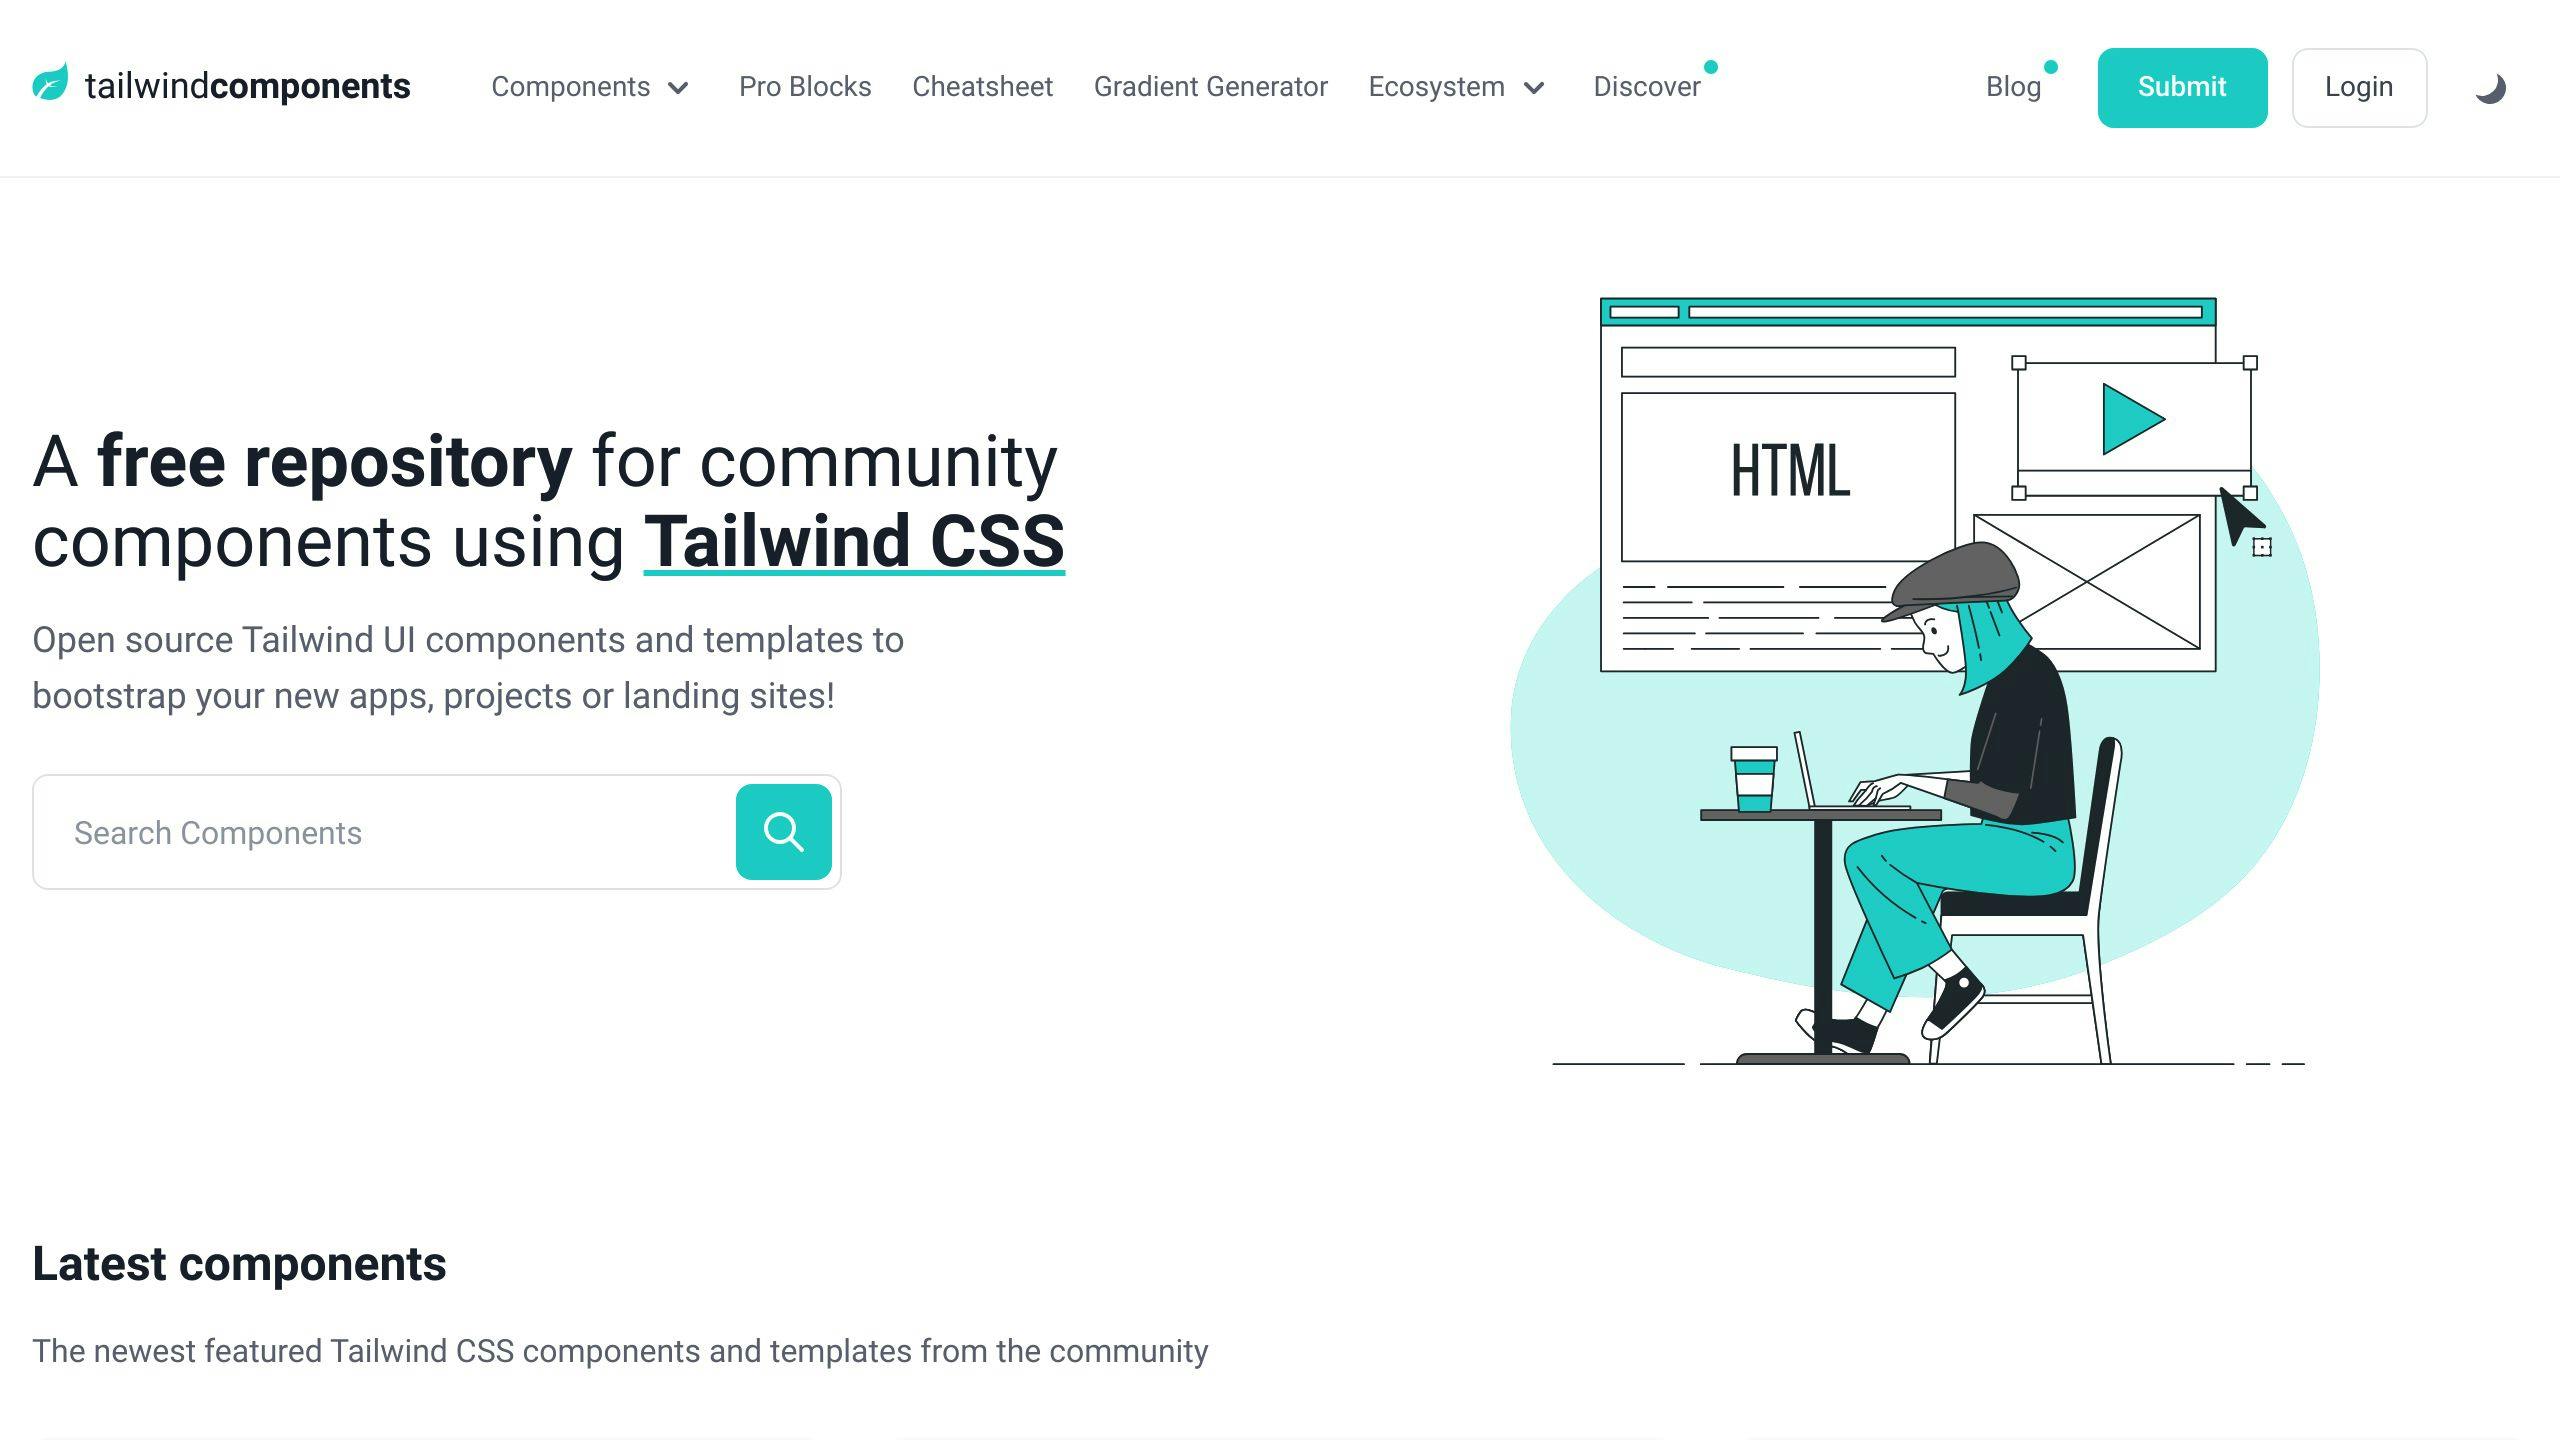 tailwindcomponents
Components
Pro Blocks
Cheatsheet
Gradient Generator
Ecosystem
Discover
Blog
Submit
Login
A free repository for community
components using Tailwind CSS
Open source Tailwind UI components and templates to
bootstrap your new apps, projects or landing sites!
Search Components
HTML
Latest components
The newest featured Tailwind CSS components and templates from the community